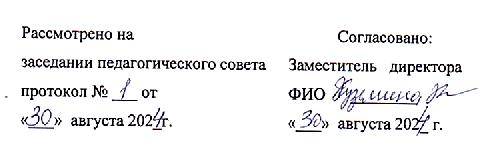 Рассмотрено на
заседании педагогического совета
протокол № 1 от
«30» августа 2024г.
Согласовано:
Заместитель директора
ФИО
«30» августа 2024 г.